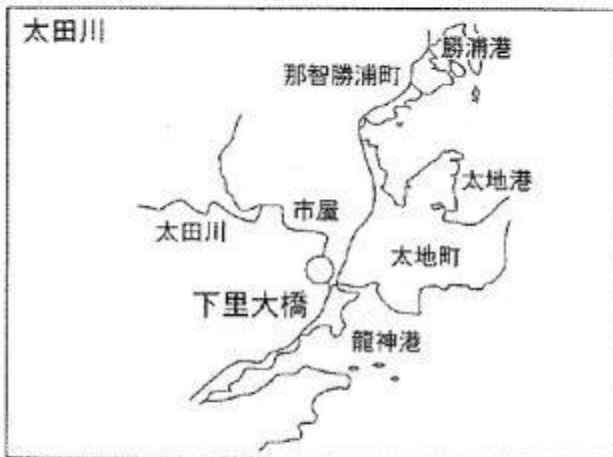 太田川
勝浦港
那智勝浦町
太地港
市屋
太田川
太地町
下里大橋
龍神港